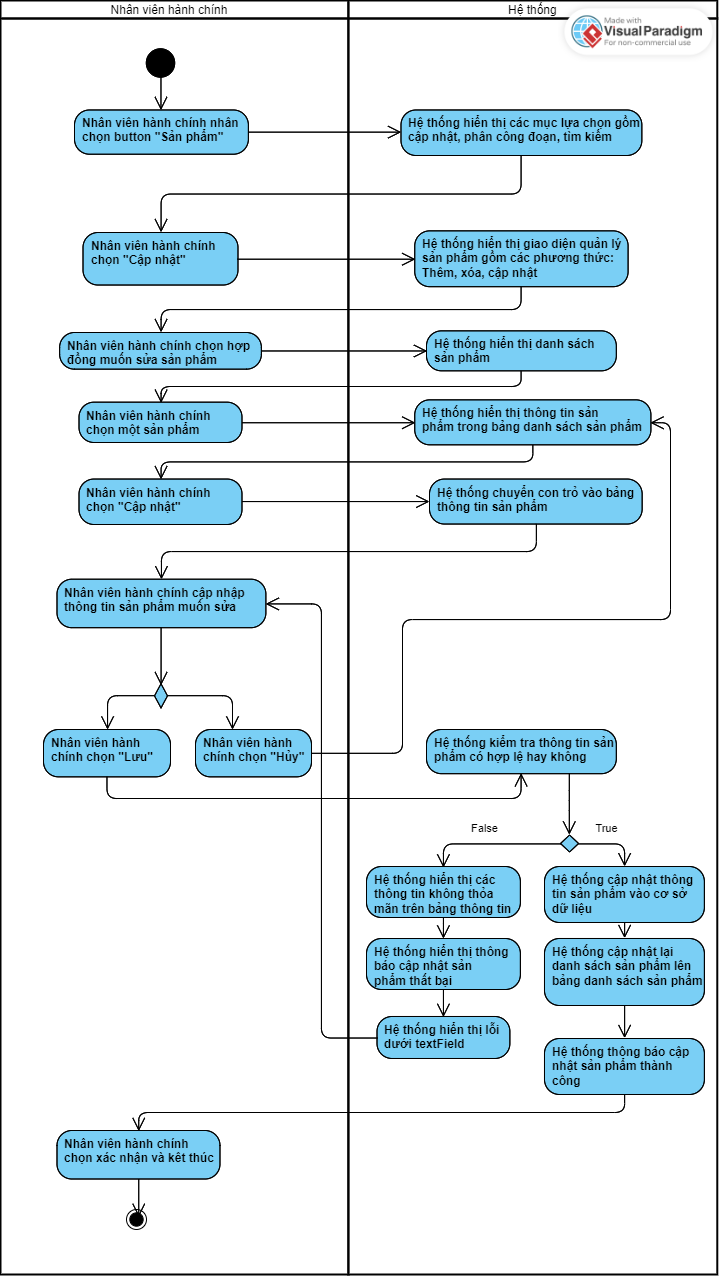 Nhân viên hành chính
Hệ thống
Made with
Visual Paradigm
For non-commercial use
Nhân viên hành chính nhân
chọn button "Sản phẩm"
Hệ thống hiển thị các mục lựa chọn gồm
cập nhật, phân công đoạn, tìm kiếm
Nhân viên hành chính
chọn "Cập nhật"
Hệ thống hiển thị giao diện quản lý
sản phẩm gồm các phương thức:
Thêm, xóa, cập nhật
Nhân viên hành chính chọn hợp
đồng muốn sửa sản phẩm
Hệ thống hiển thị danh sách
sản phẩm
Nhân viên hành chính
chọn một sản phẩm
Hệ thống hiển thị thông tin sản
phẩm trong bảng danh sách sản phẩm
Nhân viên hành chính
chọn "Cập nhật"
Hệ thống chuyển con trỏ vào bảng
thông tin sản phẩm
Nhân viên hành chính cập nhập
thông tin sản phẩm muốn sửa
Nhân viên hành
chính chọn "Lưu"
Nhân viên hành
chính chọn "Hủy"
Hệ thống kiểm tra thông tin sản
phẩm có hợp lệ hay không
False
True
Hệ thống hiển thị các
thông tin không thỏa
mãn trên bảng thông tin
Hệ thống cập nhật thông
tin sản phẩm vào cơ sở
dữ liệu
Hệ thống hiển thị thông
báo cập nhật sản
phẩm thất bại
Hệ thống cập nhật lại
danh sách sản phẩm lên
bảng danh sách sản phẩm
Hệ thống hiển thị lỗi
dưới textField
Hệ thống thông báo cập
nhật sản phẩm thành
công
Nhân viên hành chính
chọn xác nhận và kêt thúc